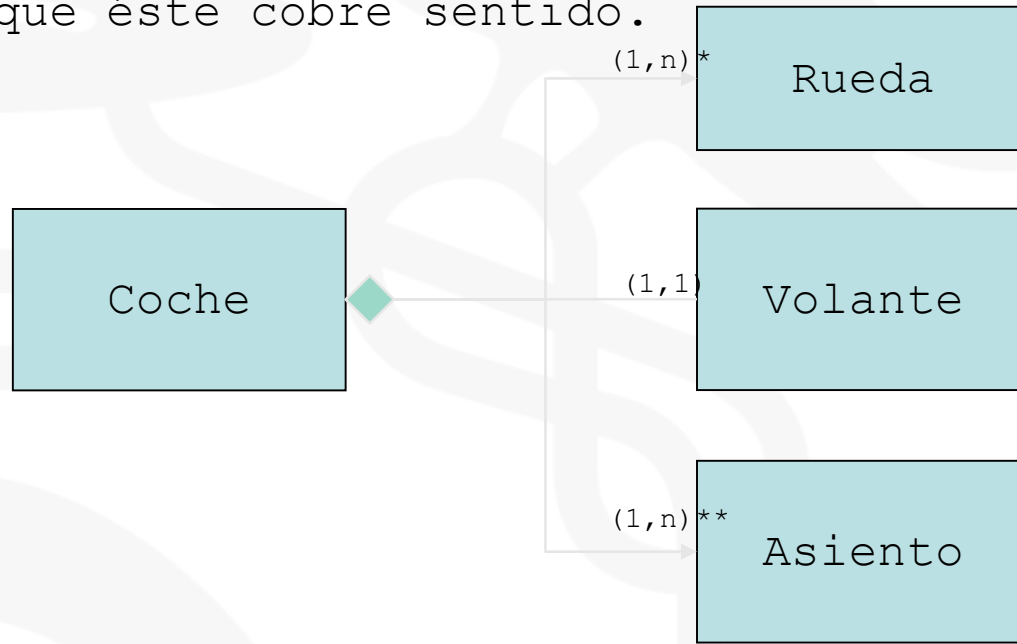 que éste cobre sentido.
(1,n)*
Rueda
Coche
(1,1)
Volante
(1,n)**
Asiento